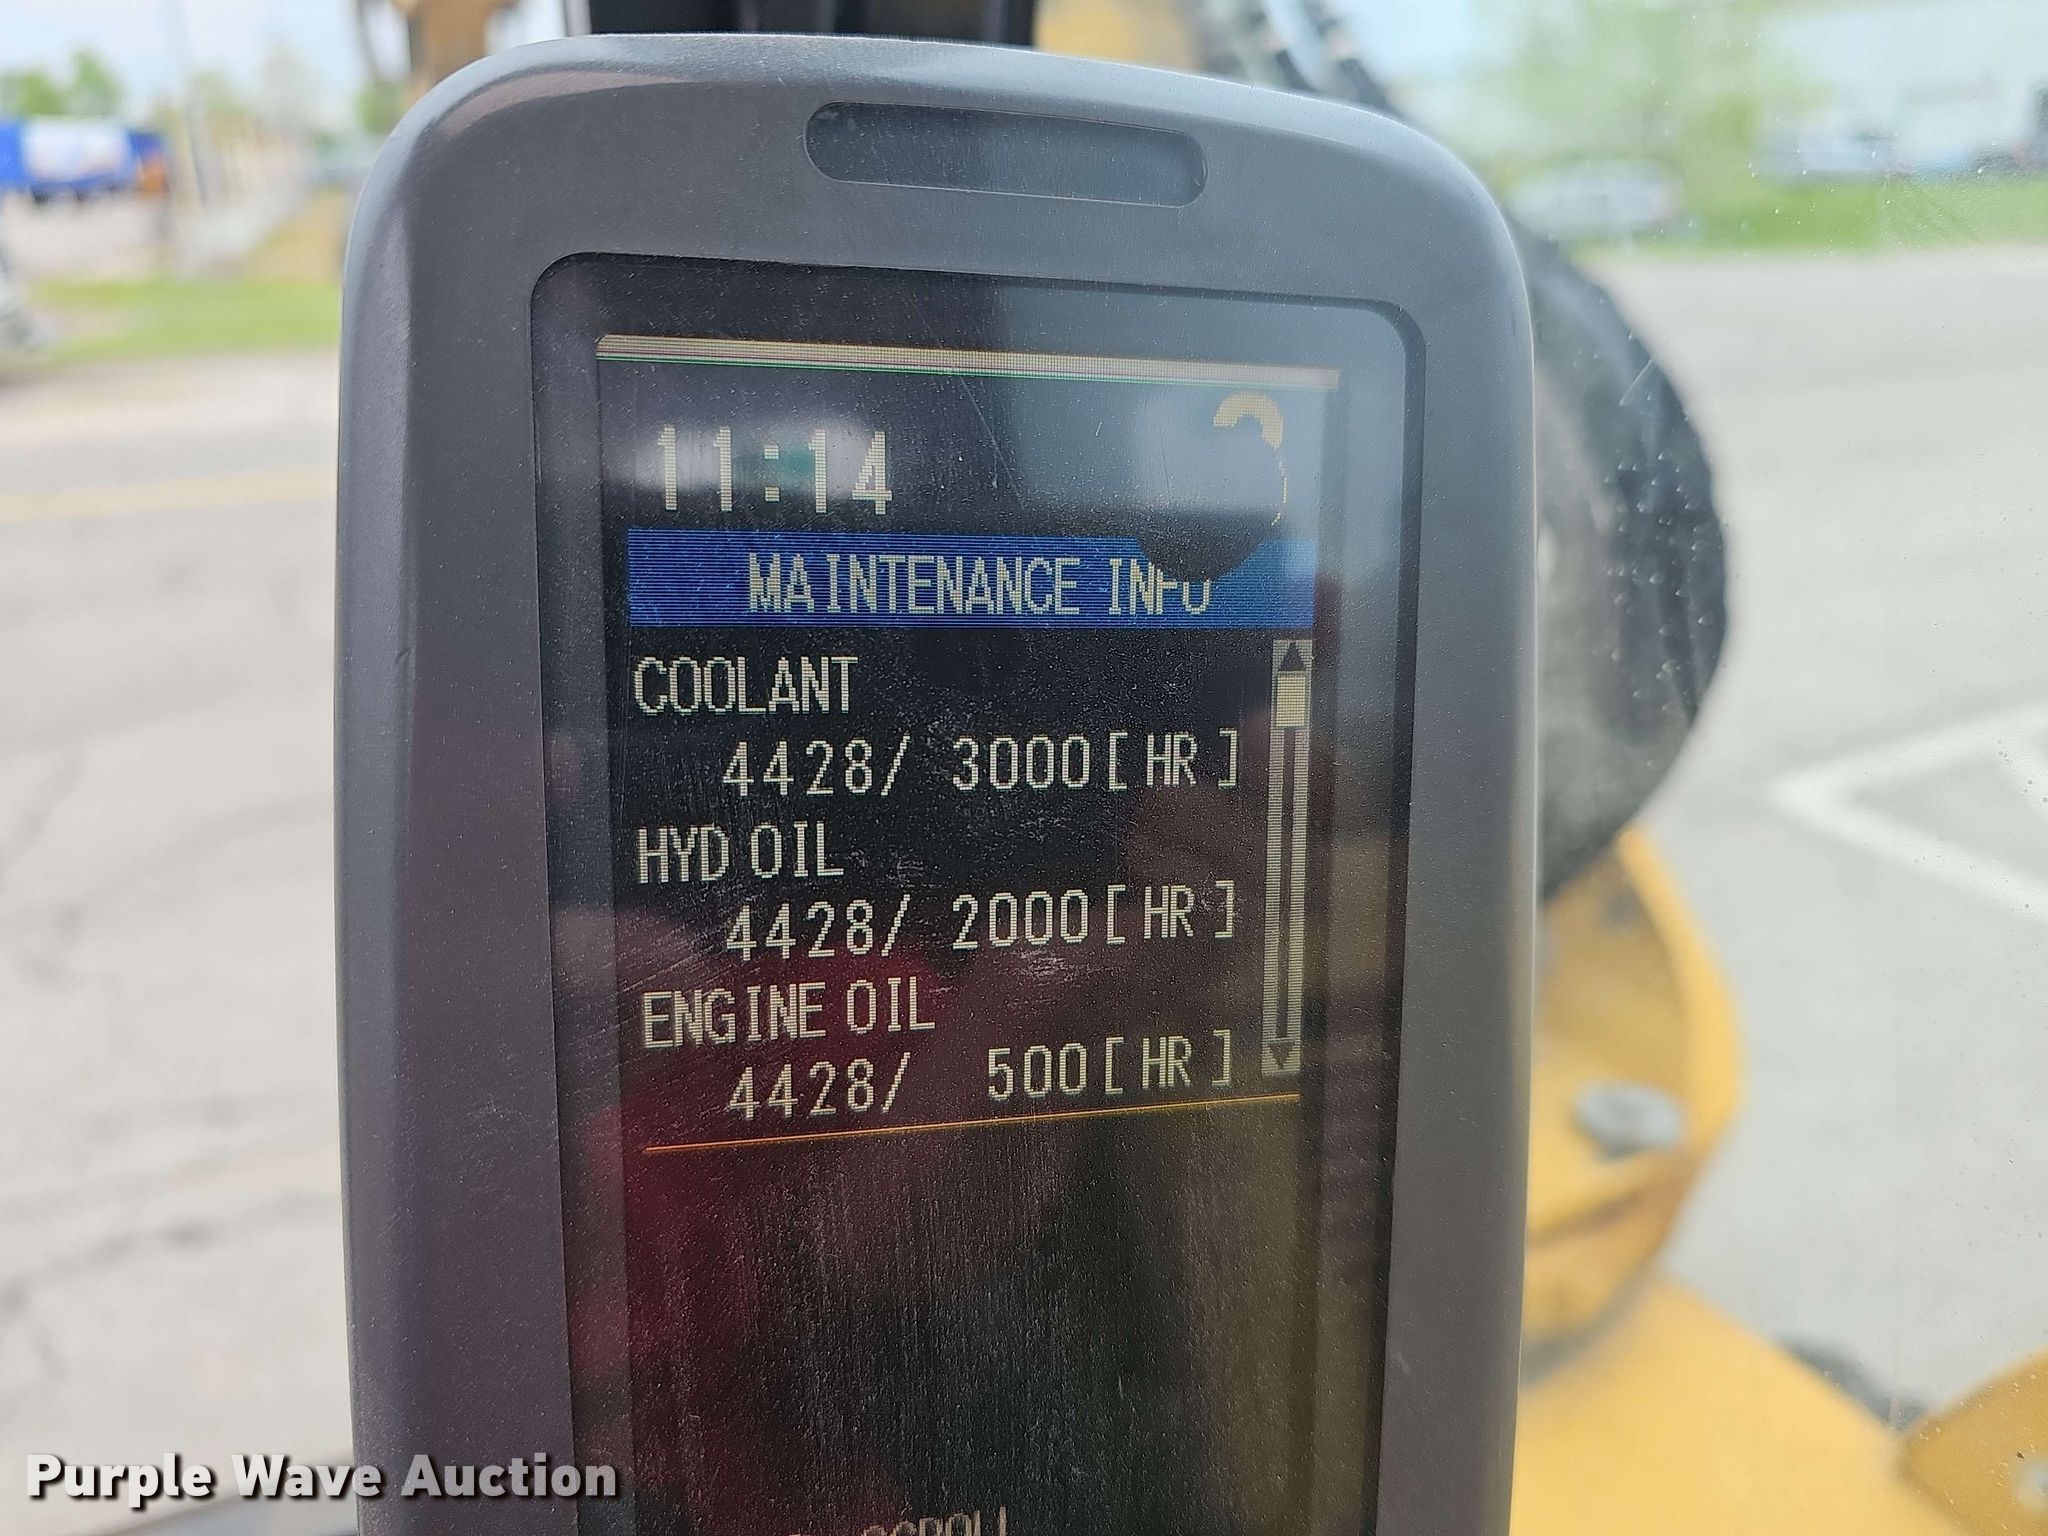 11:14
MAINTENANCE INFO
COOLANT
4428/ 3000[ HR ]
HYD OIL
4428/ 2000[ HR ]
ENGINE OIL
4428/ 500[ HR ]
SCROLL
Purple Wave Auction